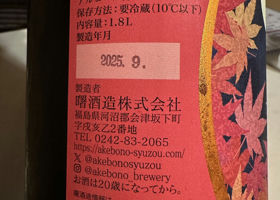 保存方法:要冷蔵(10℃以下)
内容量:1.8L
製造年月
2025. 9.
製造者
曙酒造株式会社
福島県河沼郡会津坂下町
字戌亥乙2番地
TEL 0242-83-2065
https://akebono-syuzou.com/
@akebonosyuzou
@akebono_brewery
お酒は20歳になってから。